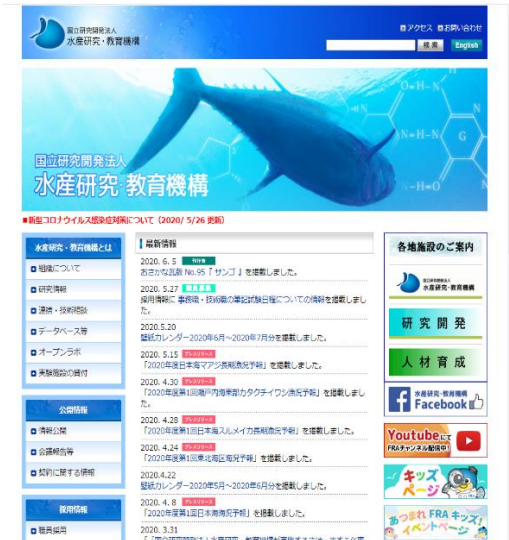 国立研究開発法人
水産研究・教育機構
アクセス お問い合わせ
検索 English
O=H-N
N=H-N G
-H=O
国立研究開発法人
水産研究・教育機構
■新型コロナウイルス感染症対策について（2020/ 5/26 更新）
水産研究・教育機構とは
組織について
研究情報
連携・技術相談
データベース等
オープンラボ
実験施設の貸付
公開情報
情報公開
会議報告等
契約に関する情報
採用情報
職員採用
最新情報
2020. 6. 5 刊行物
おさかな瓦版 No.95『 サンゴ 』を掲載しました。
2020. 5.27 職員募集
採用情報に 事務職・技術職の筆記試験日程についての情報を掲載しまし
た。
2020.5.20
壁紙カレンダー2020年6月～2020年7月分を掲載しました。
2020. 5.15 プレスリリース
「2020年度日本海マアジ長期漁況予報」を掲載しました。
2020. 4.30 プレスリリース
「2020年度第1回瀬戸内海東部カタクチイワシ漁況予報」を掲載しまし
た。
2020. 4.28 プレスリリース
「2020年度第1回日本海スルメイカ長期漁況予報」を掲載しました。
2020. 4.24 プレスリリース
「2020年度第1回東北海区海況予報」を掲載しました。
2020.4.22
壁紙カレンダー2020年5月～2020年6月分を掲載しました。
2020. 4. 8 プレスリリース
「2020年度第1回日本海海況予報」を掲載しました。
2020. 3.31
各地施設のご案内
国立研究開発法人
水産研究・教育機構
研究開発
人材育成
水産研究・教育機構
Facebook
Youtubeにて
FRAチャンネル配信中!
キッズ
ページ
あつまれ FRA キッズ!
イベントページ